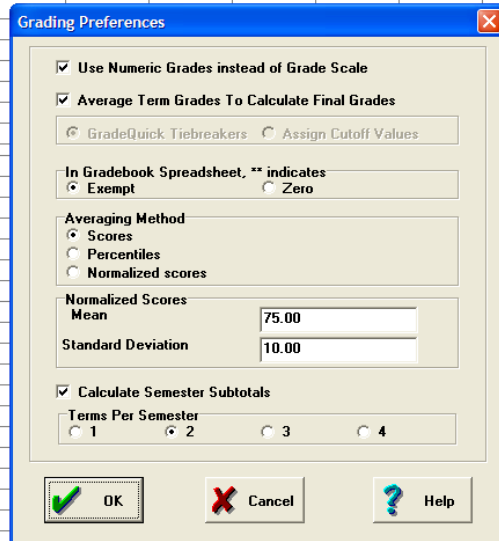 Grading Preferences
Use Numeric Grades instead of Grade Scale
Average Term Grades To Calculate Final Grades
GradeQuick Tiebreakers Assign Cutoff Values
In Gradebook Spreadsheet, ** indicates
Exempt Zero
Averaging Method
Scores
Percentiles
Normalized scores
Normalized Scores
Mean 75.00
Standard Deviation 10.00
Calculate Semester Subtotals
Terms Per Semester
1 2 3 4
OK Cancel Help